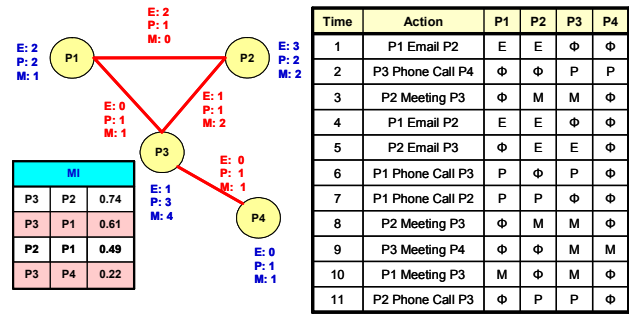 E: 2
P: 1
M: 0
E: 2
P: 2
M: 1
P1
P2
E: 3
P: 2
M: 2
E: 0
P: 1
M: 1
E: 1
P: 1
M: 2
P3
E: 1
P: 3
M: 4
E: 0
P: 1
M: 1
P4
E: 0
P: 1
M: 1
MI
P3 P2 0.74
P3 P1 0.61
P2 P1 0.49
P3 P4 0.22
Time Action P1 P2 P3 P4
1 P1 Email P2 E E Φ Φ
2 P3 Phone Call P4 Φ Φ P P
3 P2 Meeting P3 Φ M M Φ
4 P1 Email P2 E E Φ Φ
5 P2 Email P3 Φ E E Φ
6 P1 Phone Call P3 P Φ P Φ
7 P1 Phone Call P2 P P Φ Φ
8 P2 Meeting P3 Φ M M Φ
9 P3 Meeting P4 Φ Φ M M
10 P1 Meeting P3 M Φ M Φ
11 P2 Phone Call P3 Φ P P Φ